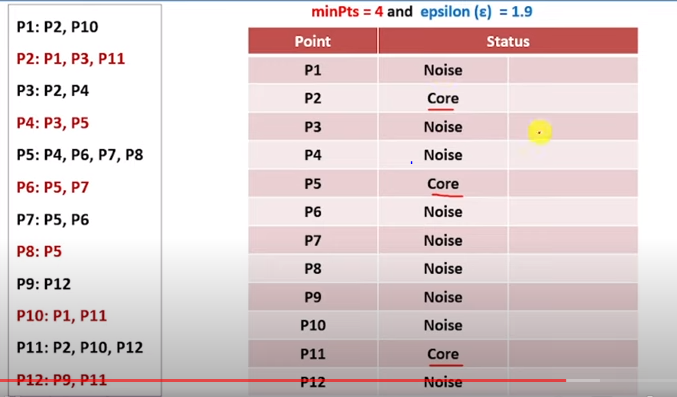 minPts = 4 and epsilon (ε) = 1.9
P1: P2, P10
P2: P1, P3, P11
P3: P2, P4
P4: P3, P5
P5: P4, P6, P7, P8
P6: P5, P7
P7: P5, P6
P8: P5
P9: P12
P10: P1, P11
P11: P2, P10, P12
P12: P9, P11
Point Status
P1 Noise
P2 Core
P3 Noise
P4 Noise
P5 Core
P6 Noise
P7 Noise
P8 Noise
P9 Noise
P10 Noise
P11 Core
P12 Noise